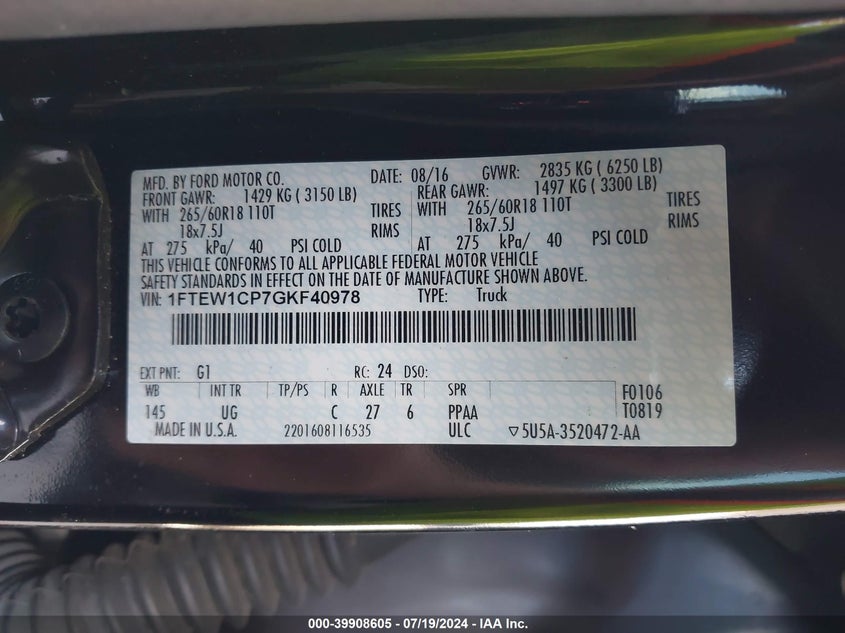 MFD. BY FORD MOTOR CO. DATE: 08/16 GVWR: 2835 KG ( 6250 LB)
FRONT GAWR: 1429 KG ( 3150 LB) REAR GAWR: 1497 KG ( 3300 LB)
WITH 265/60R18 110T TIRES WITH 265/60R18 110T TIRES
18x7.5J RIMS 18x7.5J RIMS
AT 275 kPa/ 40 PSI COLD AT 275 kPa/ 40 PSI COLD
THIS VEHICLE CONFORMS TO ALL APPLICABLE FEDERAL MOTOR VEHICLE
SAFETY STANDARDS IN EFFECT ON THE DATE OF MANUFACTURE SHOWN ABOVE.
VIN: 1FTEW1CP7GKF40978 TYPE: Truck
EXT PNT: G1 RC: 24 DSO:
WB INT TR TP/PS R AXLE TR SPR F0106
145 UG C 27 6 PPAA T0819
MADE IN U.S.A. 2201608116535 ULC ▽5U5A-3520472-AA
000-39908605 - 07/19/2024 - IAA Inc.